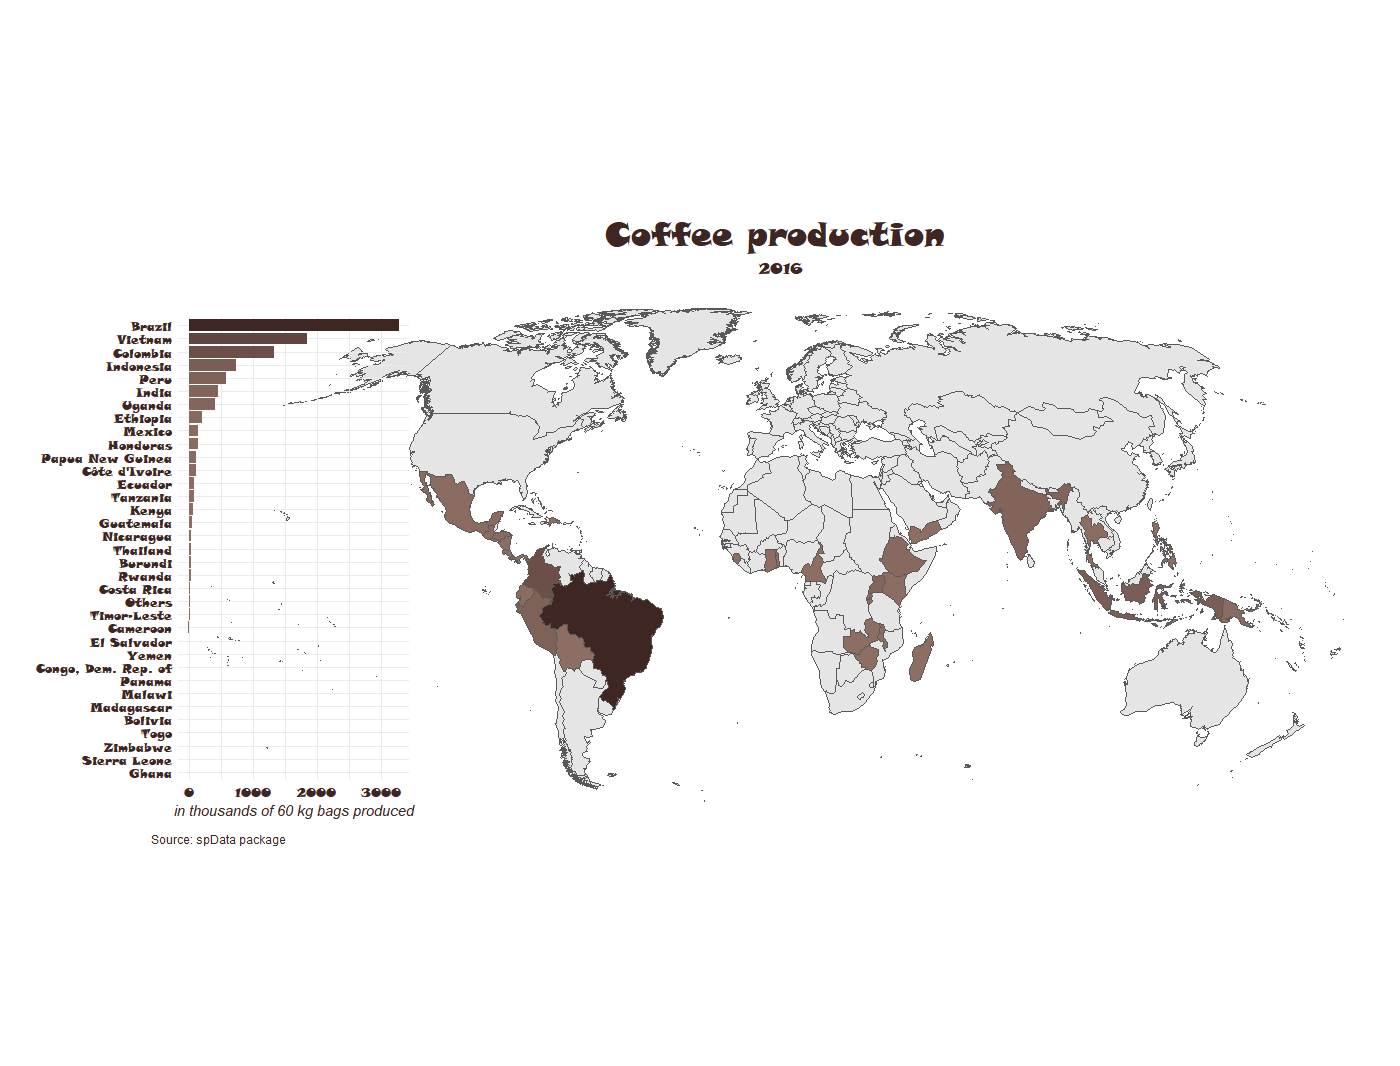 Coffee production
2016
Brazil
Vietnam
Colombia
Indonesia
Peru
India
Uganda
Ethiopia
Mexico
Honduras
Papua New Guinea
Côte d'Ivoire
Ecuador
Tanzania
Kenya
Guatemala
Nicaragua
Thailand
Burundi
Rwanda
Costa Rica
Others
Timor-Leste
Cameroon
El Salvador
Yemen
Congo, Dem. Rep. of
Panama
Malawi
Madagascar
Bolivia
Togo
Zimbabwe
Sierra Leone
Ghana
0 1000 2000 3000
in thousands of 60 kg bags produced
Source: spData package